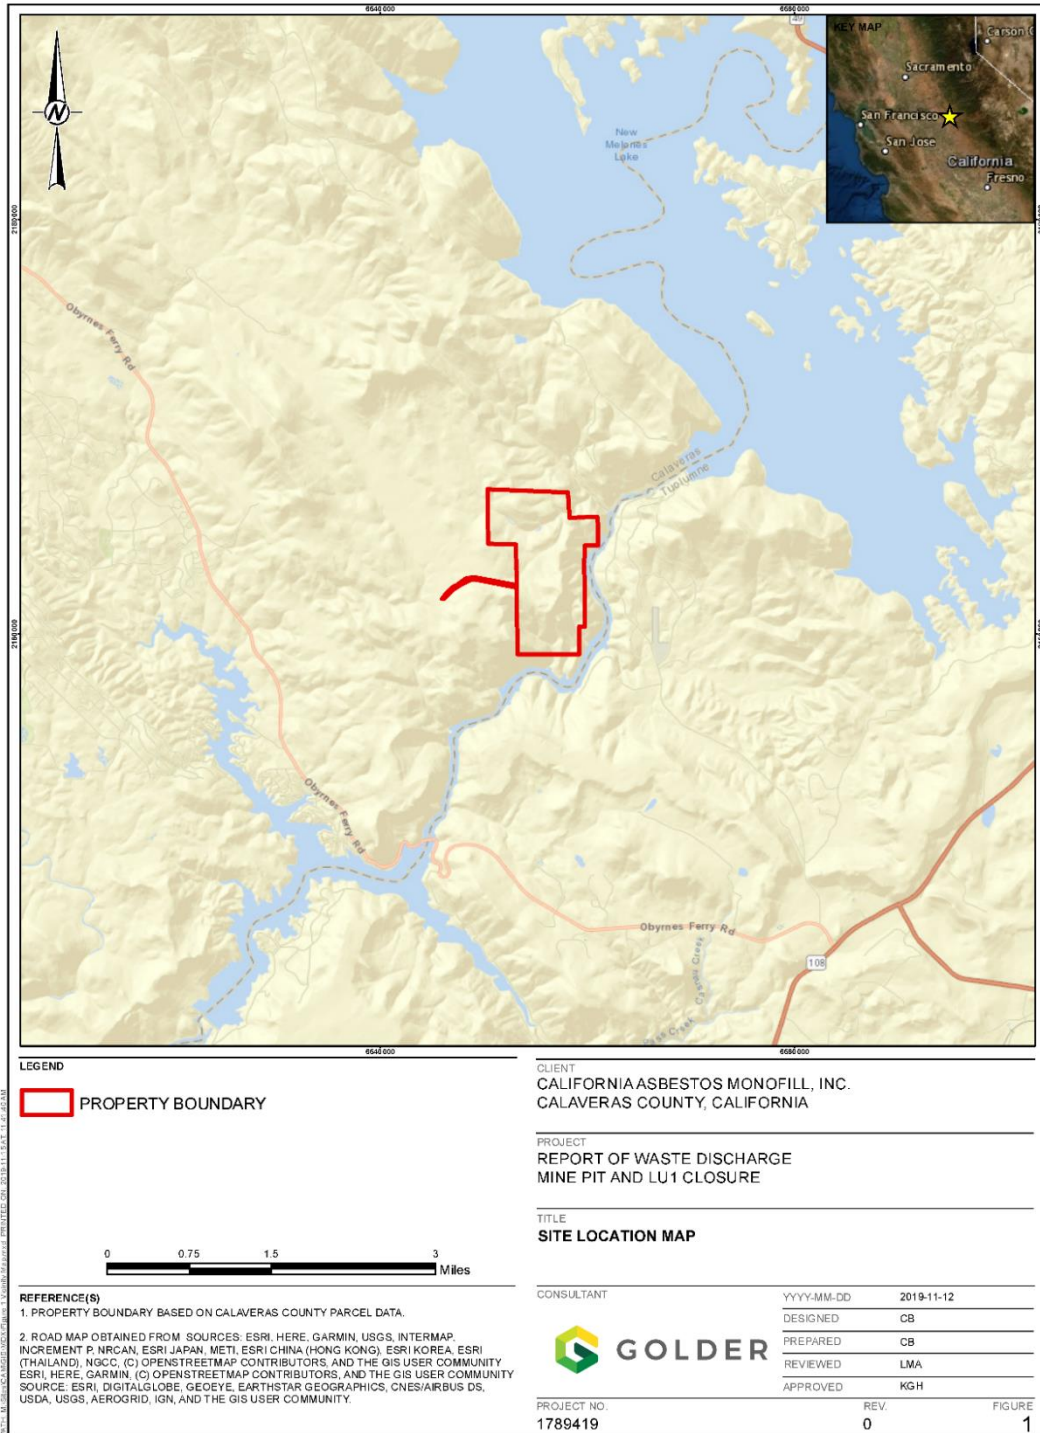 6640000
6680000
49
N
KEY MAP
Carson C
Sacramento
San Francisco
San Jose
California
Fresno
New
Melones
Lake
2180000
Obyrnes Ferry Rd
Calaveras
Tuolumne
Obyrnes Ferry Rd
Obyrnes Ferry Rd
108
6640000
6680000
LEGEND
PROPERTY BOUNDARY
0 0.75 1.5 3
Miles
REFERENCE(S)
1. PROPERTY BOUNDARY BASED ON CALAVERAS COUNTY PARCEL DATA.
2. ROAD MAP OBTAINED FROM SOURCES: ESRI, HERE, GARMIN, USGS, INTERMAP,
INCREMENT P, NRCAN, ESRI JAPAN, METI, ESRI CHINA (HONG KONG), ESRI KOREA, ESRI
(THAILAND), NGCC, (C) OPENSTREETMAP CONTRIBUTORS, AND THE GIS USER COMMUNITY
ESRI, HERE, GARMIN, (C) OPENSTREETMAP CONTRIBUTORS, AND THE GIS USER COMMUNITY
SOURCE: ESRI, DIGITALGLOBE, GEOEYE, EARTHSTAR GEOGRAPHICS, CNES/AIRBUS DS,
USDA, USGS, AEROGRID, IGN, AND THE GIS USER COMMUNITY.
CLIENT
CALIFORNIA ASBESTOS MONOFILL, INC.
CALAVERAS COUNTY, CALIFORNIA
PROJECT
REPORT OF WASTE DISCHARGE
MINE PIT AND LU1 CLOSURE
TITLE
SITE LOCATION MAP
CONSULTANT
GOLDER
YYYY-MM-DD 2019-11-12
DESIGNED CB
PREPARED CB
REVIEWED LMA
APPROVED KGH
PROJECT NO.
1789419
REV.
0
FIGURE
1